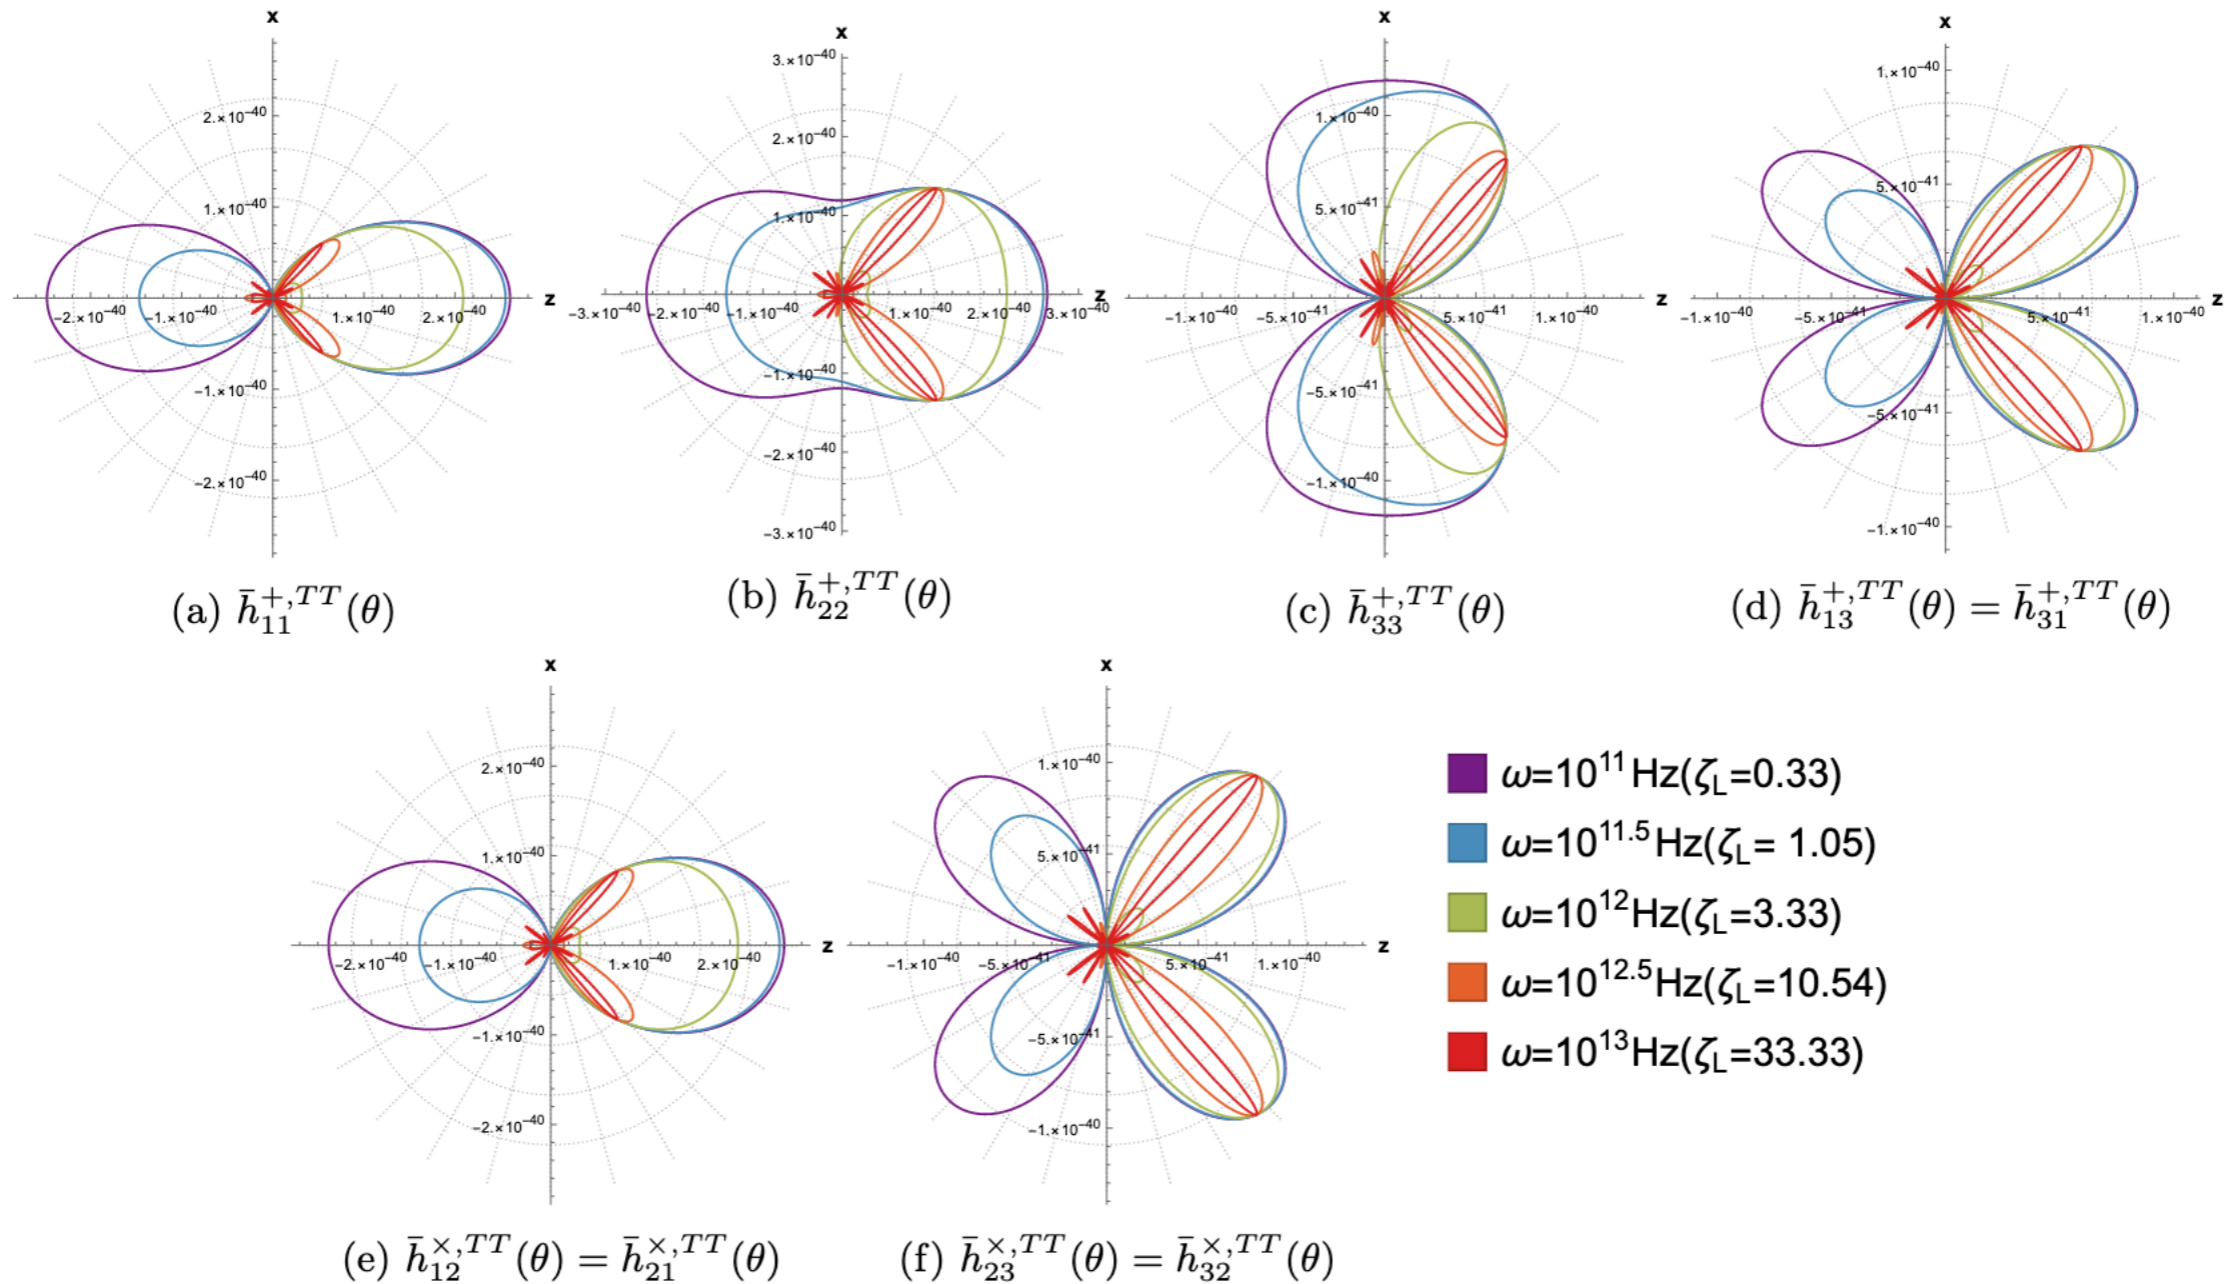 x
2.×10⁻⁴⁰
1.×10⁻⁴⁰
−2.×10⁻⁴⁰ −1.×10⁻⁴⁰ 1.×10⁻⁴⁰ 2.×10⁻⁴⁰ z
−1.×10⁻⁴⁰
−2.×10⁻⁴⁰
(a) h̄₁₁^{+,TT}(θ)
x
3.×10⁻⁴⁰
2.×10⁻⁴⁰
1.×10⁻⁴⁰
−3.×10⁻⁴⁰ −2.×10⁻⁴⁰ −1.×10⁻⁴⁰ 1.×10⁻⁴⁰ 2.×10⁻⁴⁰ 3.×10⁻⁴⁰ z
−1.×10⁻⁴⁰
−2.×10⁻⁴⁰
−3.×10⁻⁴⁰
(b) h̄₂₂^{+,TT}(θ)
x
1.×10⁻⁴⁰
5.×10⁻⁴¹
−1.×10⁻⁴⁰ −5.×10⁻⁴¹ 5.×10⁻⁴¹ 1.×10⁻⁴⁰ z
−5.×10⁻⁴¹
−1.×10⁻⁴⁰
(c) h̄₃₃^{+,TT}(θ)
x
1.×10⁻⁴⁰
5.×10⁻⁴¹
−1.×10⁻⁴⁰ −5.×10⁻⁴¹ 5.×10⁻⁴¹ 1.×10⁻⁴⁰ z
−5.×10⁻⁴¹
−1.×10⁻⁴⁰
(d) h̄₁₃^{+,TT}(θ) = h̄₃₁^{+,TT}(θ)
x
2.×10⁻⁴⁰
1.×10⁻⁴⁰
−2.×10⁻⁴⁰ −1.×10⁻⁴⁰ 1.×10⁻⁴⁰ 2.×10⁻⁴⁰ z
−1.×10⁻⁴⁰
−2.×10⁻⁴⁰
(e) h̄₁₂^{×,TT}(θ) = h̄₂₁^{×,TT}(θ)
x
1.×10⁻⁴⁰
5.×10⁻⁴¹
−1.×10⁻⁴⁰ −5.×10⁻⁴¹ 5.×10⁻⁴¹ 1.×10⁻⁴⁰ z
−5.×10⁻⁴¹
−1.×10⁻⁴⁰
(f) h̄₂₃^{×,TT}(θ) = h̄₃₂^{×,TT}(θ)
ω=10¹¹Hz(ζ_L=0.33)
ω=10^{11.5}Hz(ζ_L= 1.05)
ω=10¹²Hz(ζ_L=3.33)
ω=10^{12.5}Hz(ζ_L=10.54)
ω=10¹³Hz(ζ_L=33.33)